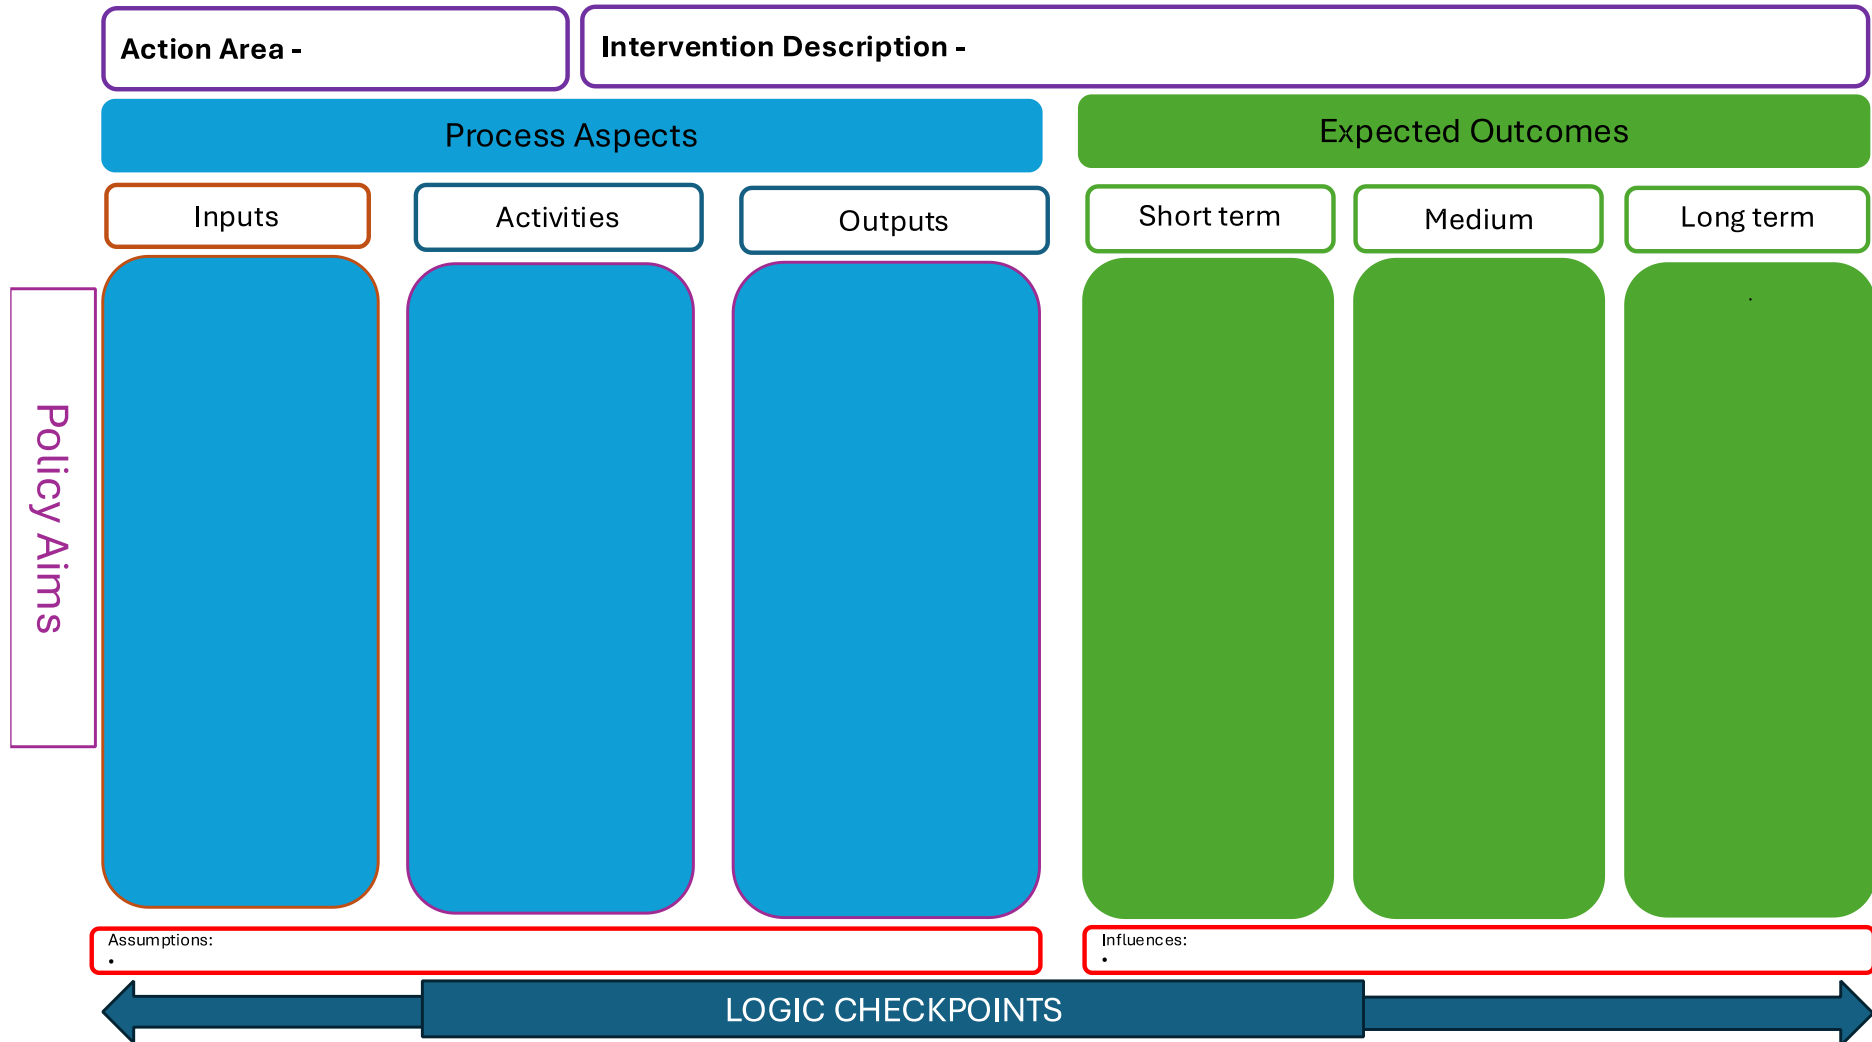 Action Area -
Intervention Description -
Process Aspects
Expected Outcomes
Inputs
Activities
Outputs
Short term
Medium
Long term
.
Policy Aims
Assumptions:
•
Influences:
•
LOGIC CHECKPOINTS